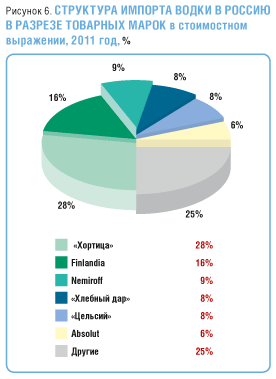 Рисунок 6. СТРУКТУРА ИМПОРТА ВОДКИ В РОССИЮ
В РАЗРЕЗЕ ТОВАРНЫХ МАРОК в стоимостном
выражении, 2011 год, %
9%
8%
16%
8%
6%
28%
25%
«Хортица» 28%
Finlandia 16%
Nemiroff 9%
«Хлебный дар» 8%
«Цельсий» 8%
Absolut 6%
Другие 25%